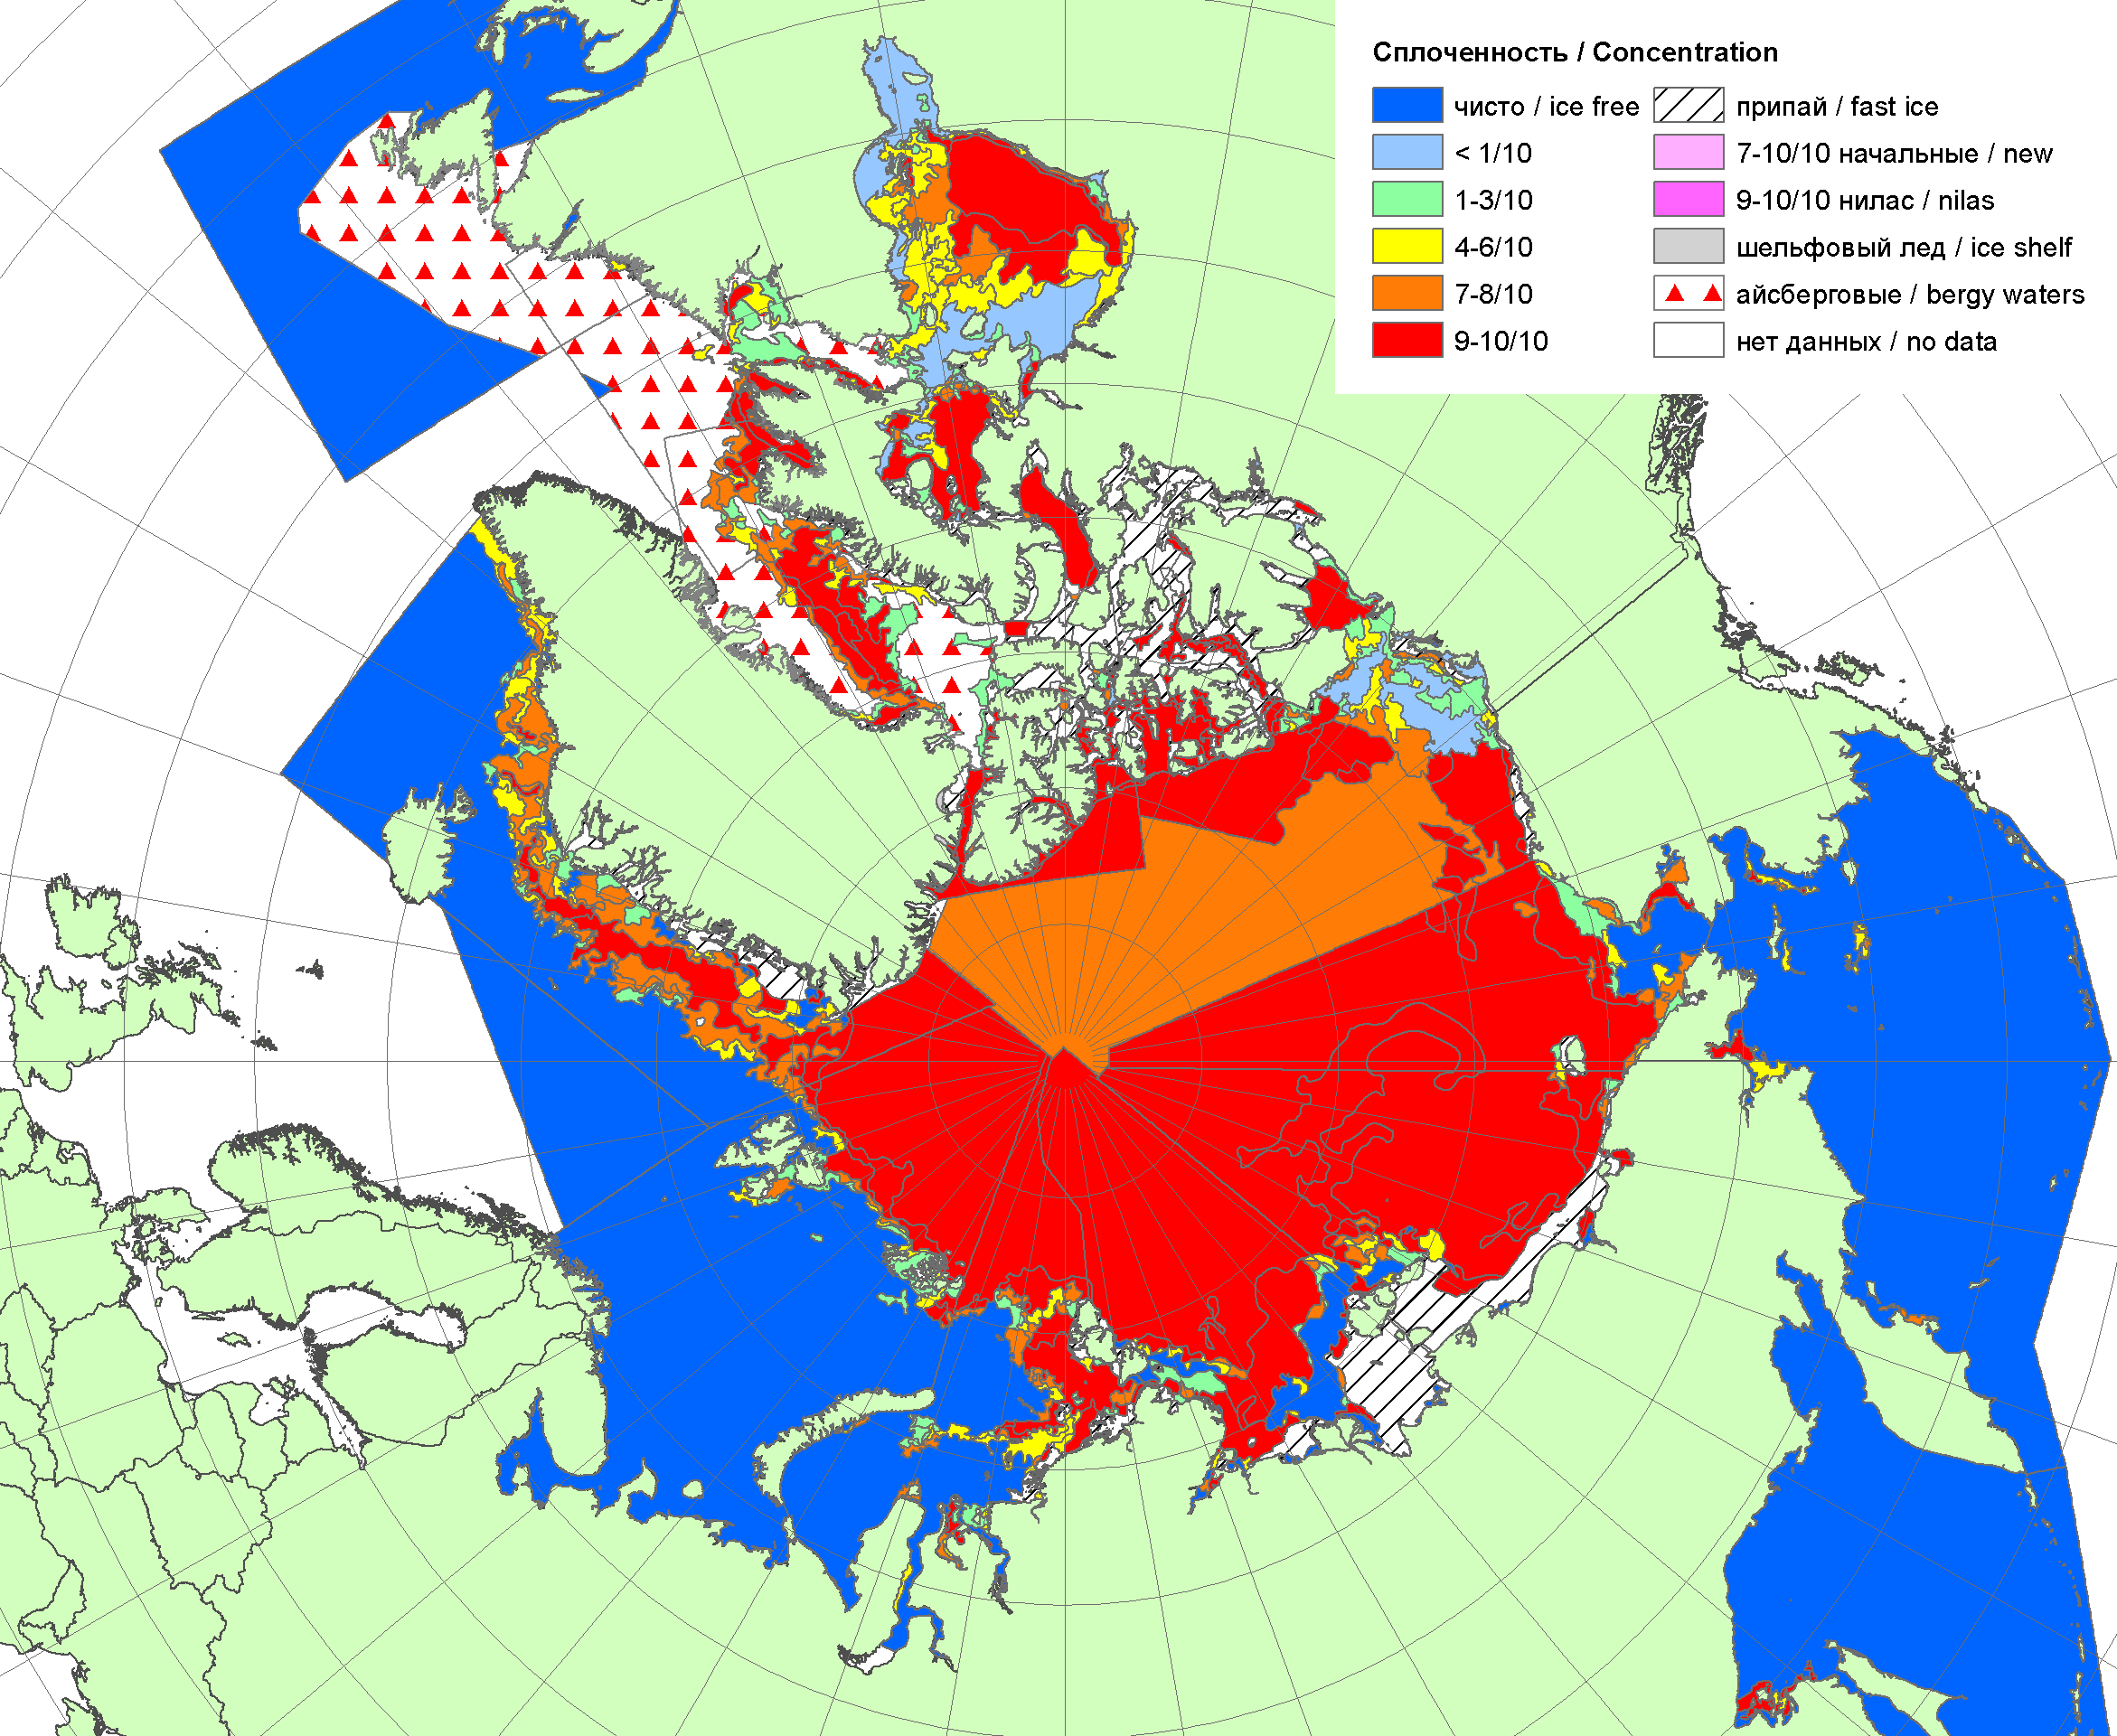 Сплоченность / Concentration
чисто / ice free
< 1/10
1-3/10
4-6/10
7-8/10
9-10/10
припай / fast ice
7-10/10 начальные / new
9-10/10 нилас / nilas
шельфовый лед / ice shelf
айсберговые / bergy waters
нет данных / no data